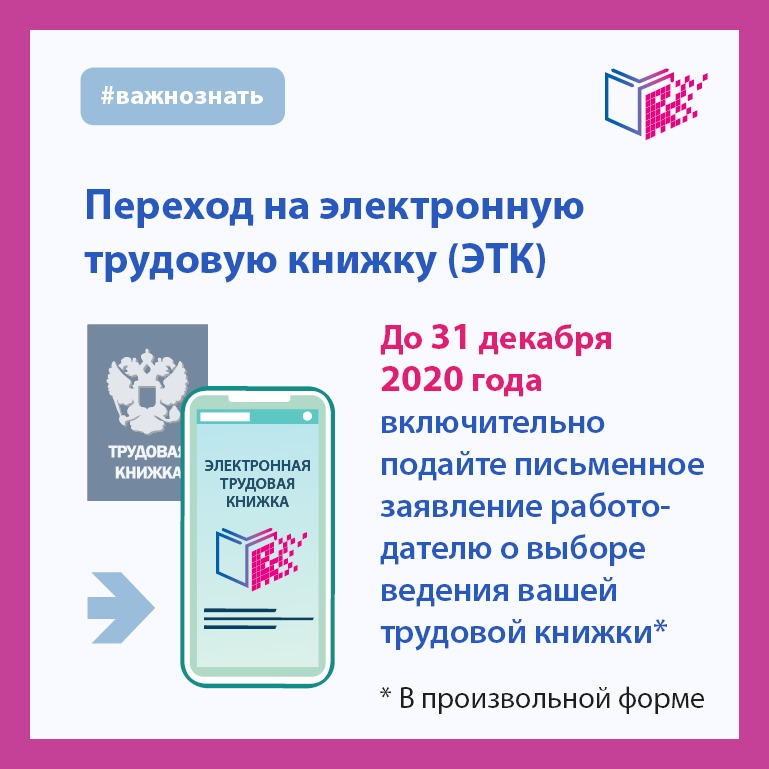 #важнознать
Переход на электронную
трудовую книжку (ЭТК)
ТРУДОВАЯ
КНИЖКА
ЭЛЕКТРОННАЯ
ТРУДОВАЯ
КНИЖКА
До 31 декабря
2020 года
включительно
подайте письменное
заявление работо-
дателю о выборе
ведения вашей
трудовой книжки*
* В произвольной форме